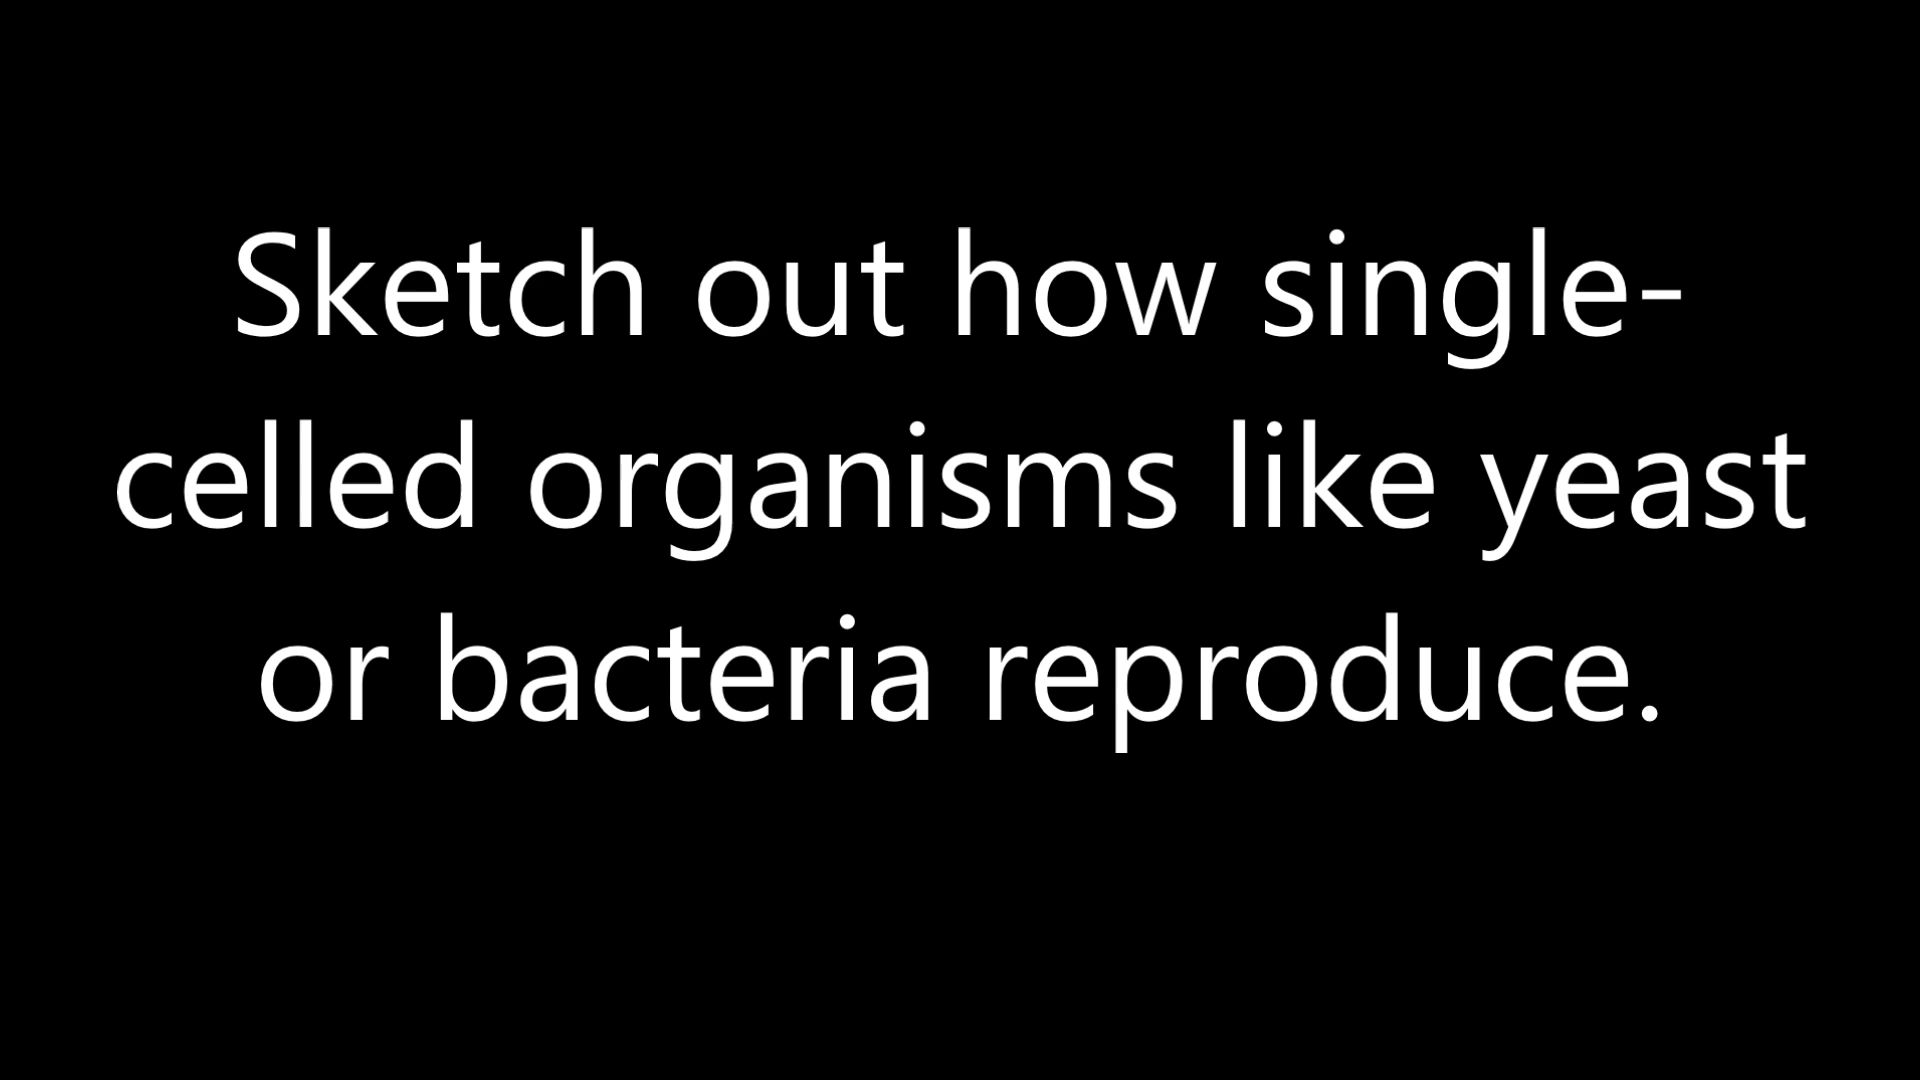 Sketch out how single-
celled organisms like yeast
or bacteria reproduce.